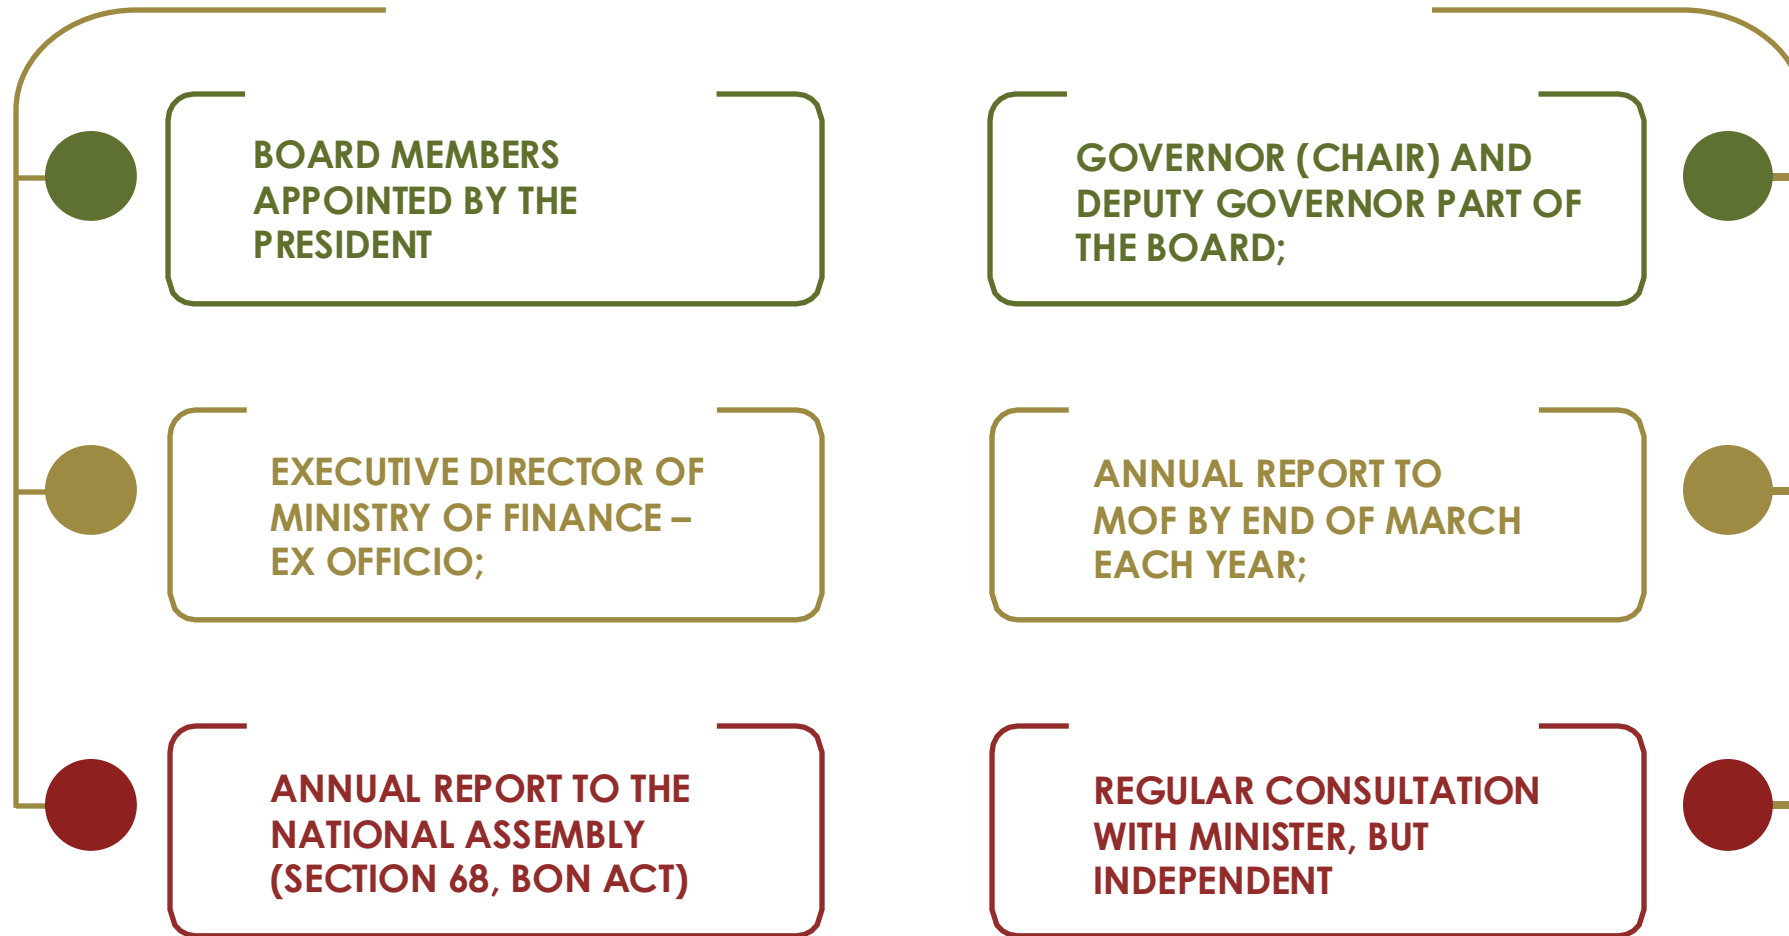 BOARD MEMBERS
APPOINTED BY THE
PRESIDENT
GOVERNOR (CHAIR) AND
DEPUTY GOVERNOR PART OF
THE BOARD;
EXECUTIVE DIRECTOR OF
MINISTRY OF FINANCE –
EX OFFICIO;
ANNUAL REPORT TO
MOF BY END OF MARCH
EACH YEAR;
ANNUAL REPORT TO THE
NATIONAL ASSEMBLY
(SECTION 68, BON ACT)
REGULAR CONSULTATION
WITH MINISTER, BUT
INDEPENDENT